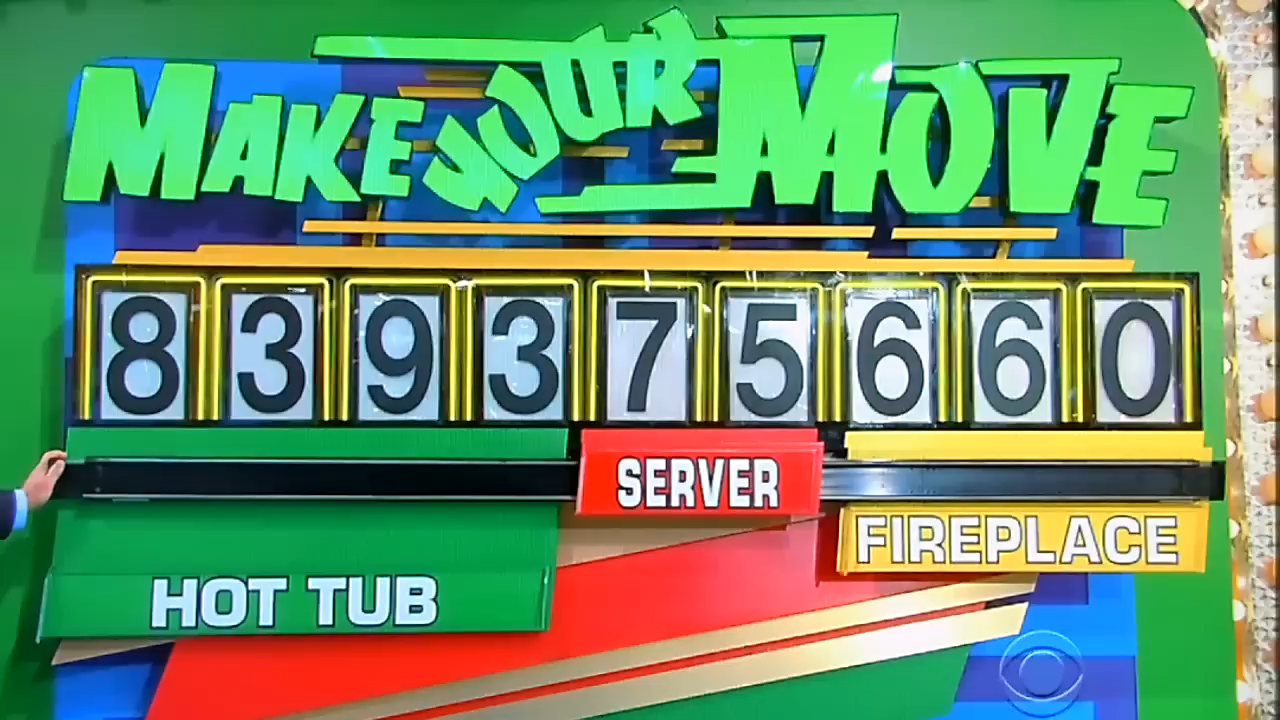 MAKE YOUR MOVE
839375660
SERVER
FIREPLACE
HOT TUB